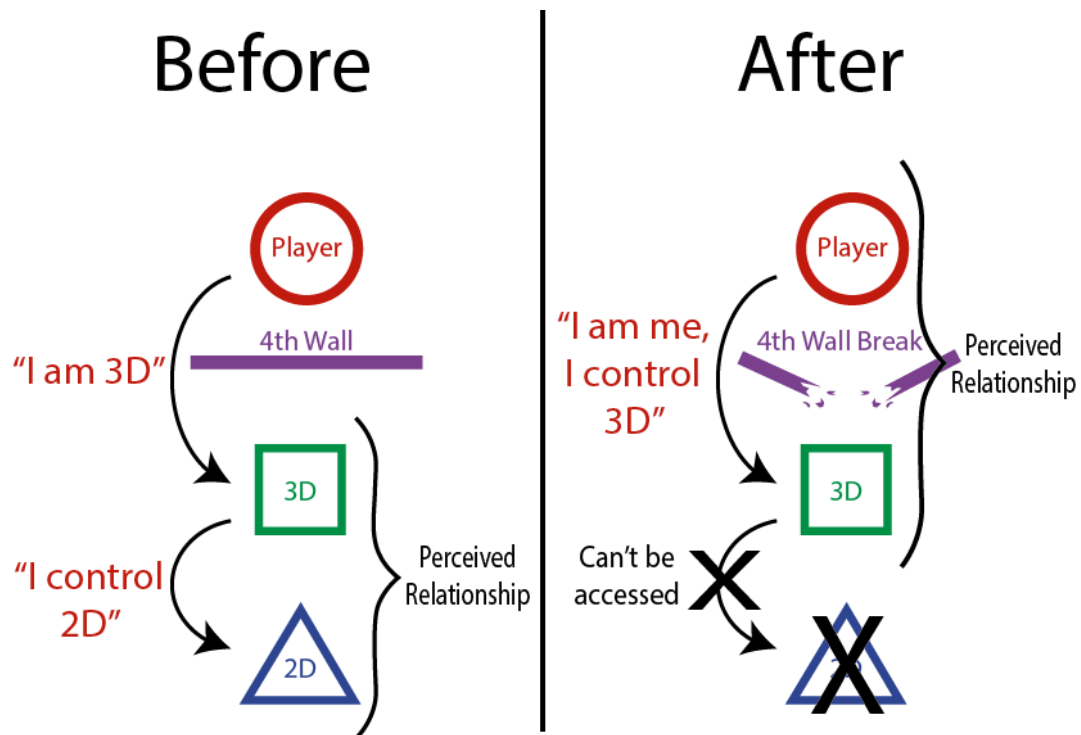 Before
Player
4th Wall
“I am 3D”
3D
“I control
2D”
Perceived
Relationship
2D
After
Player
“I am me,
I control
3D”
4th Wall Break
Perceived
Relationship
3D
Can’t be
accessed
2D